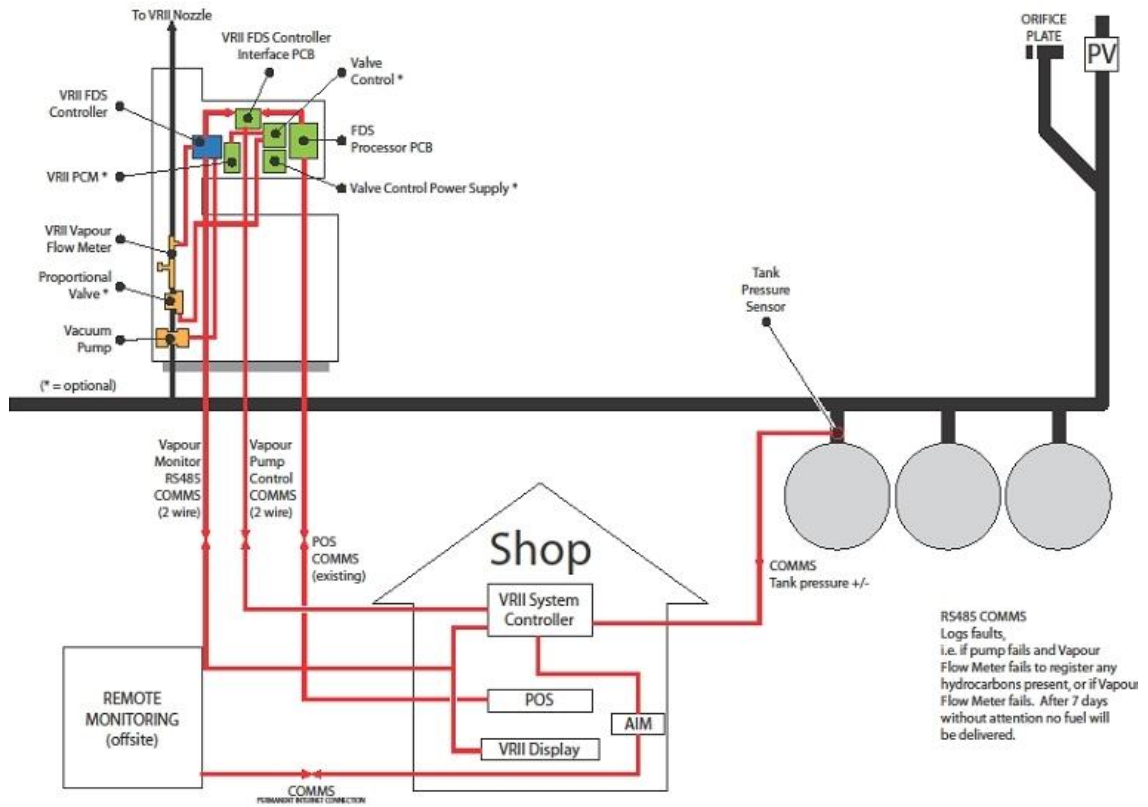 To VRII Nozzle
VRII FDS Controller
Interface PCB
Valve
Control *
VRII FDS
Controller
FDS
Processor PCB
VRII PCM *
Valve Control Power Supply *
VRII Vapour
Flow Meter
Proportional
Valve *
Vacuum
Pump
(* = optional)
ORIFICE
PLATE
PV
Tank
Pressure
Sensor
Vapour
Monitor
RS485
COMMS
(2 wire)
Vapour
Pump
Control
COMMS
(2 wire)
POS
COMMS
(existing)
Shop
VRII System
Controller
POS
AIM
VRII Display
REMOTE
MONITORING
(offsite)
COMMS
PERMANENT INTERNET CONNECTION
COMMS
Tank pressure +/-
RS485 COMMS
Logs faults,
i.e. if pump fails and Vapour
Flow Meter fails to register any
hydrocarbons present, or if Vapour
Flow Meter fails. After 7 days
without attention no fuel will
be delivered.